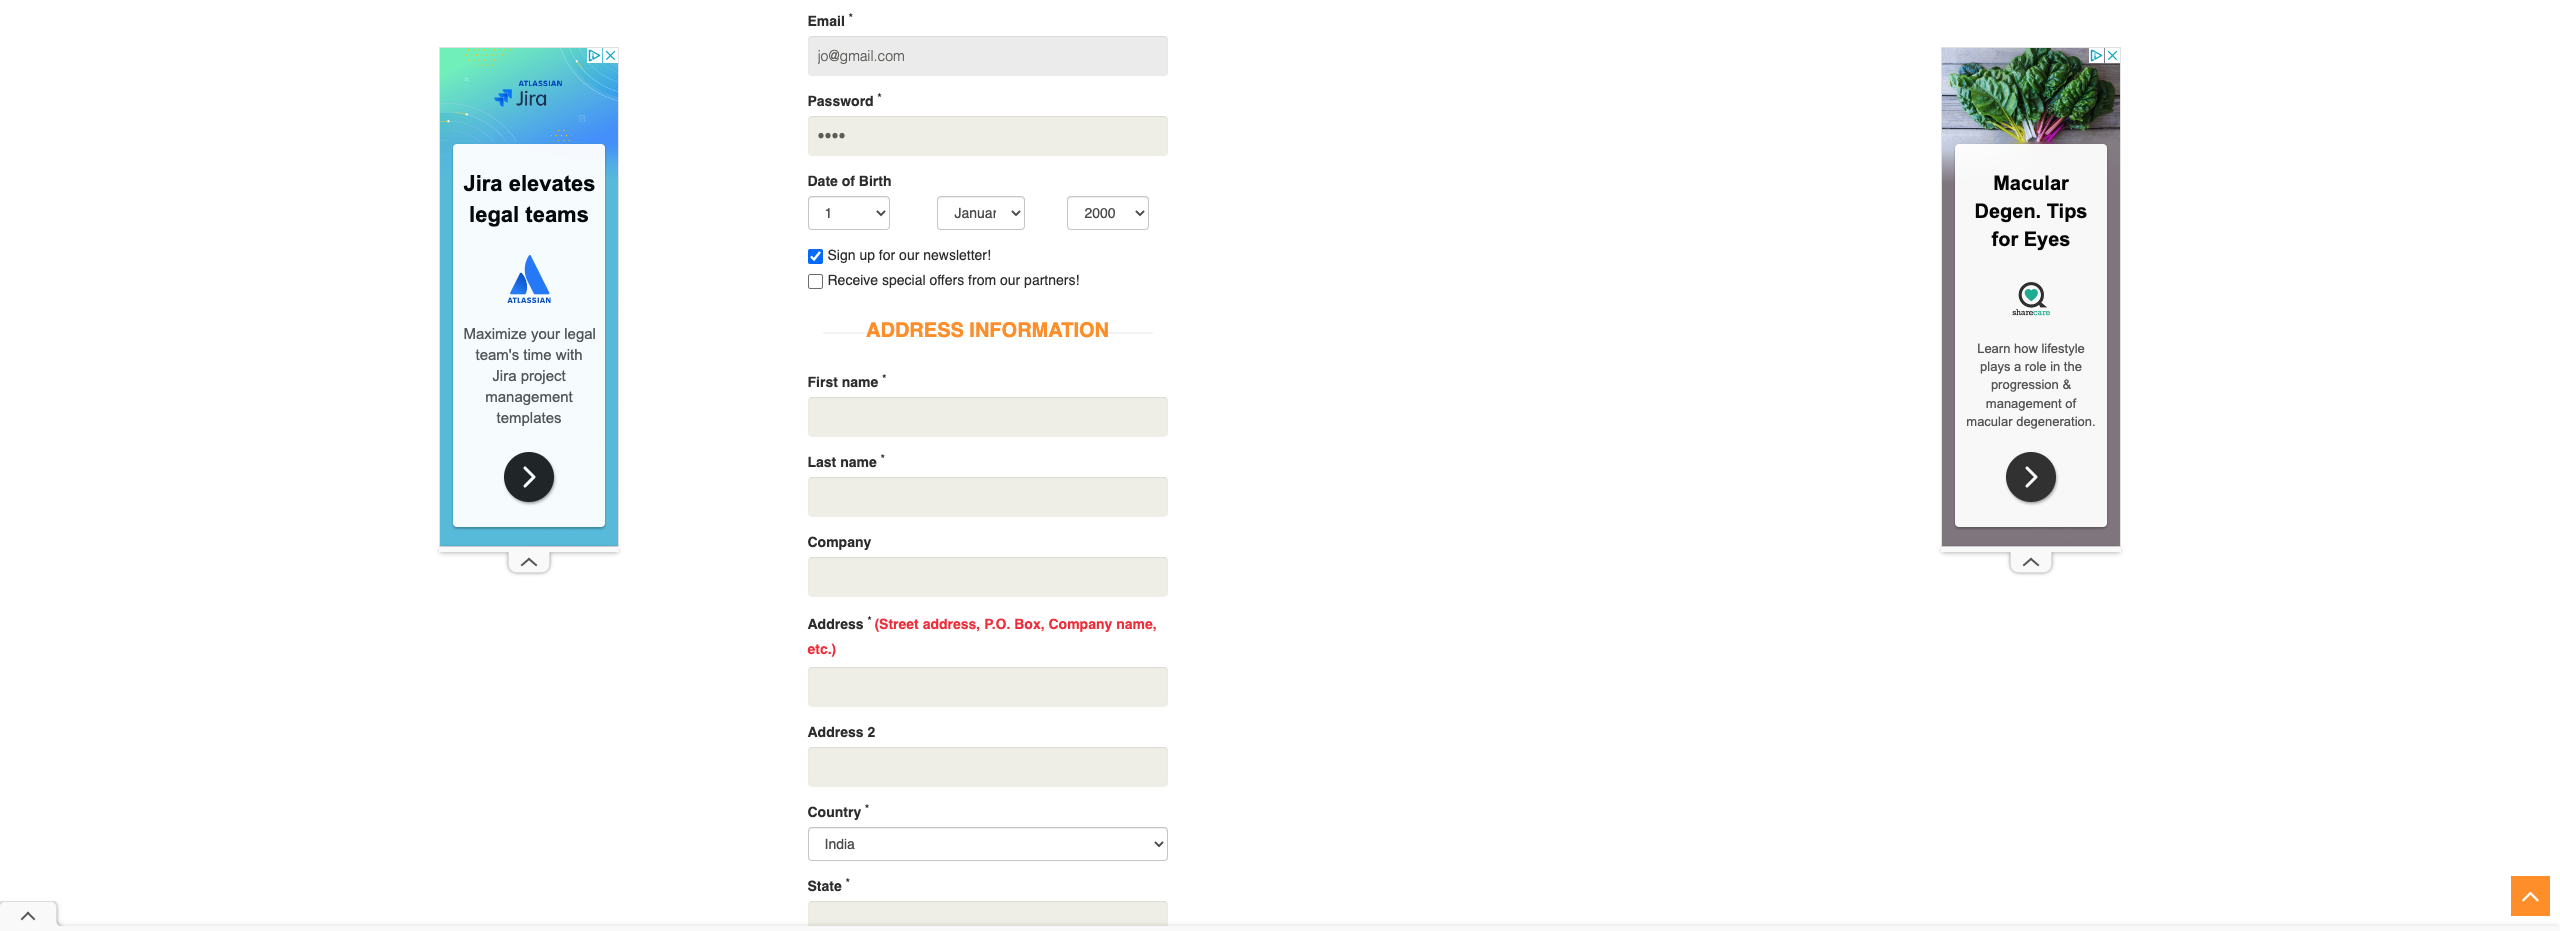 Email *
jo@gmail.com
Password *
••••
Date of Birth
1 Januar 2000
Sign up for our newsletter!
Receive special offers from our partners!
ADDRESS INFORMATION
First name *
Last name *
Company
Address * (Street address, P.O. Box, Company name,
etc.)
Address 2
Country *
India
State *
ATLASSIAN
Jira
Jira elevates
legal teams
ATLASSIAN
Maximize your legal
team's time with
Jira project
management
templates
Macular
Degen. Tips
for Eyes
sharecare
Learn how lifestyle
plays a role in the
progression &
management of
macular degeneration.